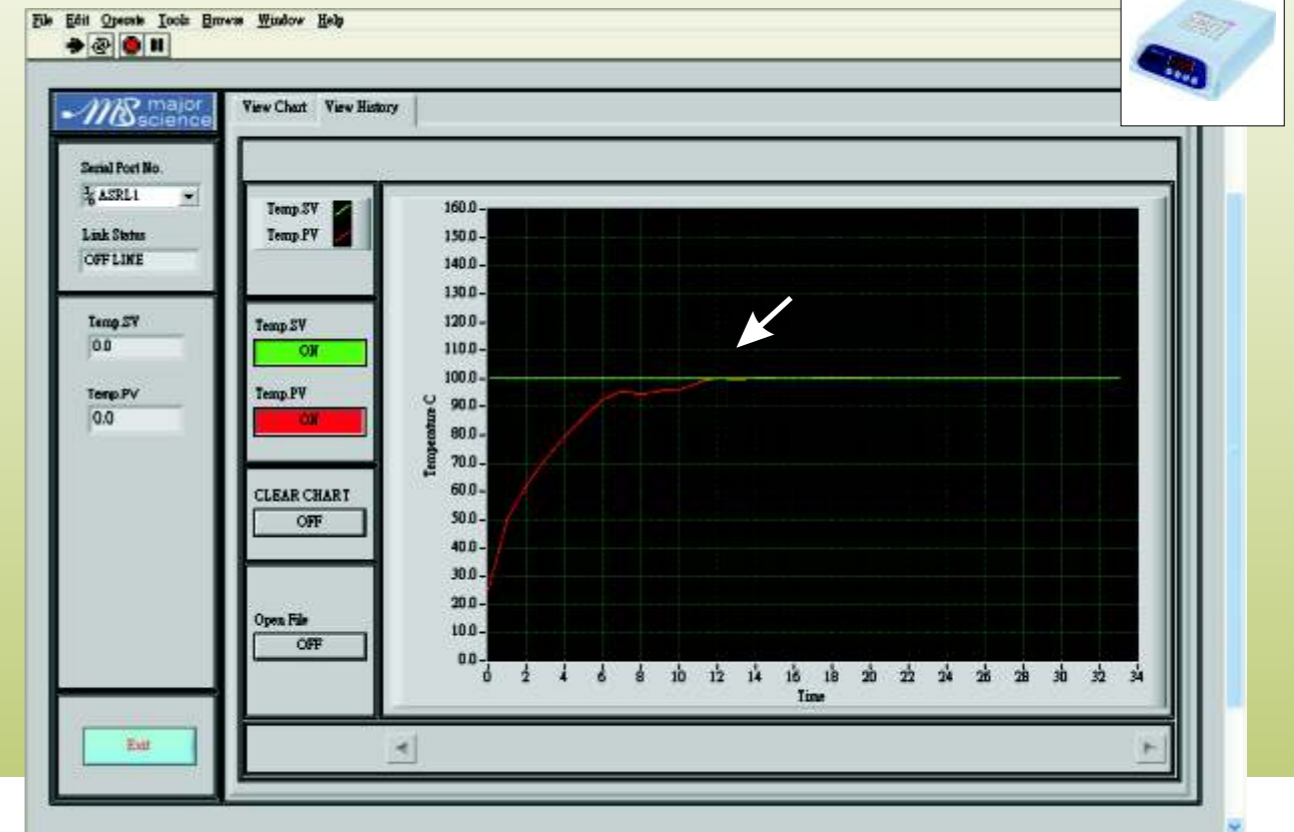 File Edit Operate Tools Browse Window Help
major
science
View Chart View History
Serial Port No.
ASRL1
Link Status
OFF LINE
Temp.SV
0.0
Temp.PV
0.0
Exit
Temp.SV
Temp.PV
Temp.SV
ON
Temp.PV
ON
CLEAR CHART
OFF
Open File
OFF
Temperature C
160.0
150.0
140.0
130.0
120.0
110.0
100.0
90.0
80.0
70.0
60.0
50.0
40.0
30.0
20.0
10.0
0.0
0 2 4 6 8 10 12 14 16 18 20 22 24 26 28 30 32 34
Time